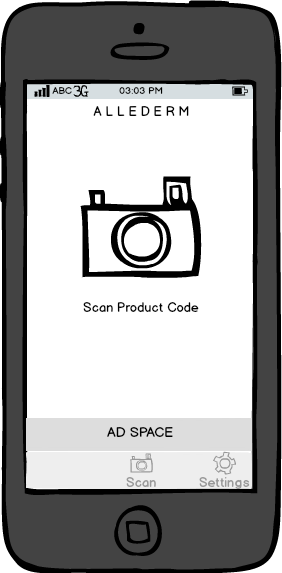 ABC 3G 03:03 PM
ALLEDERM
Scan Product Code
AD SPACE
Scan Settings